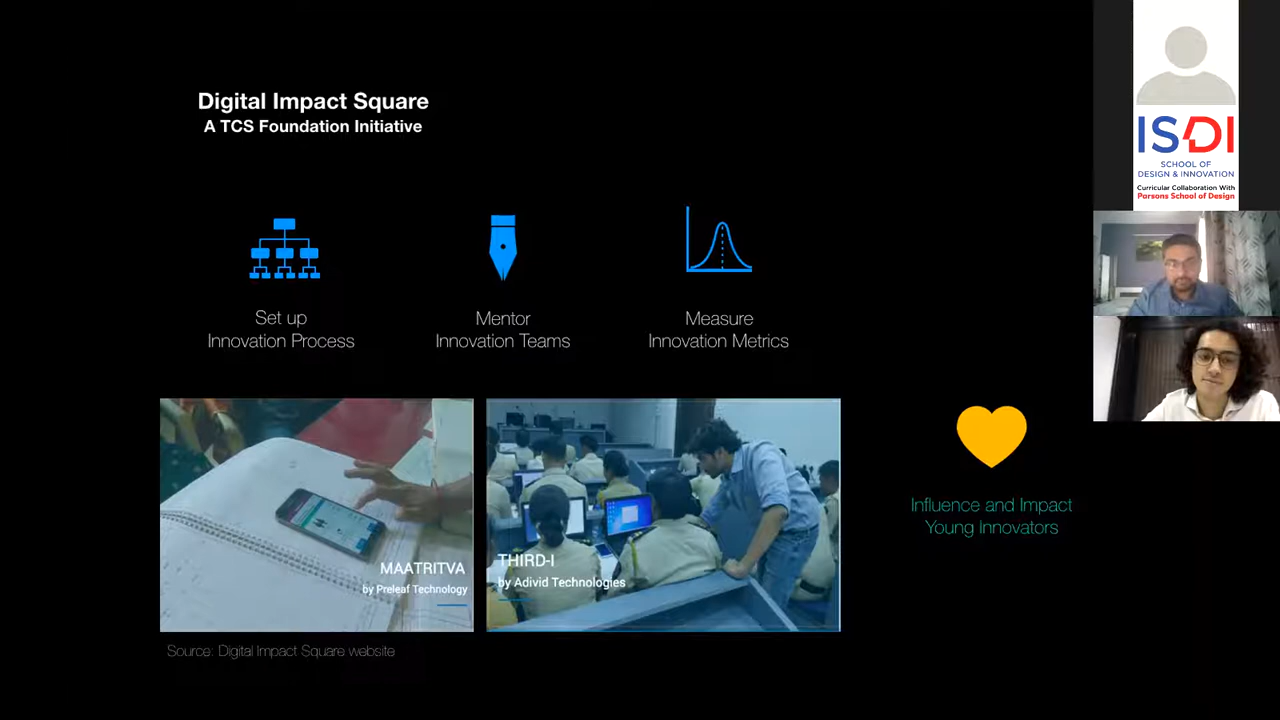 Digital Impact Square
A TCS Foundation Initiative
Set up
Innovation Process
Mentor
Innovation Teams
Measure
Innovation Metrics
MAATRITVA
by Preleaf Technology
THIRD-I
by Adivid Technologies
Influence and Impact
Young Innovators
Source: Digital Impact Square website
ISDI
SCHOOL OF
DESIGN & INNOVATION
Curricular Collaboration With
Parsons School of Design